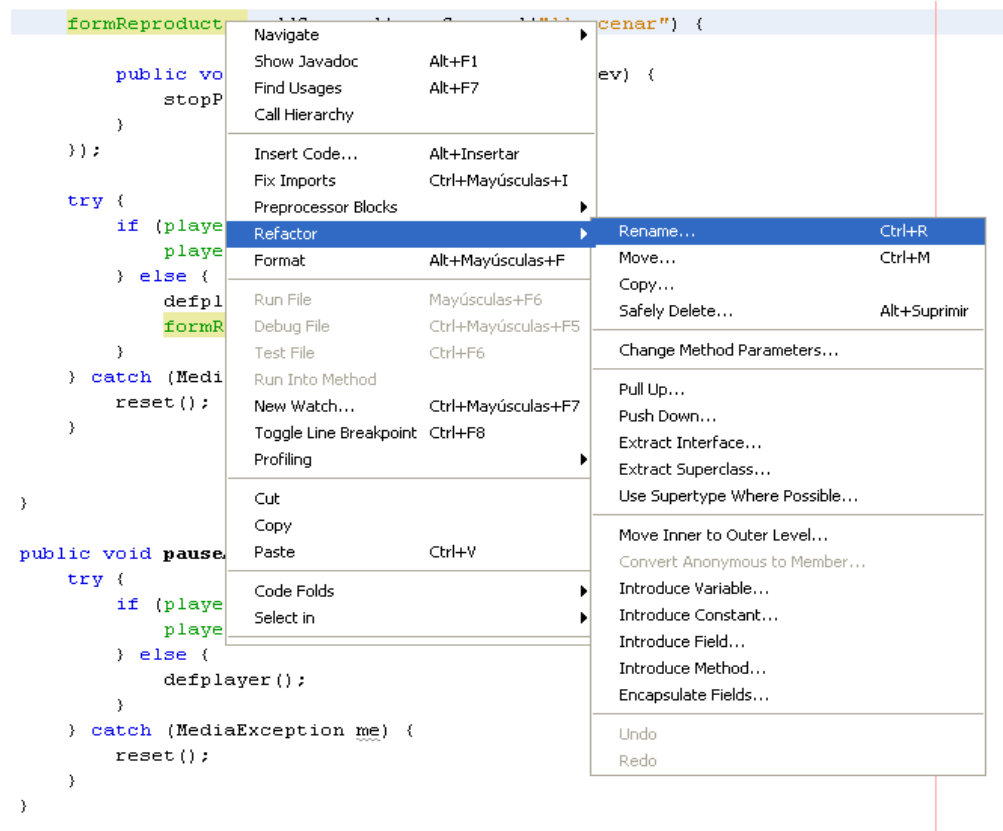 formReproduct cenar") {
public vo ev) {
stopP
}
});
try {
if (playe
playe
} else {
defpl
formR
}
} catch (Medi
reset();
}
}
public void pause
try {
if (playe
playe
} else {
defplayer();
}
} catch (MediaException me) {
reset();
}
}
Navigate
Show Javadoc Alt+F1
Find Usages Alt+F7
Call Hierarchy
Insert Code... Alt+Insertar
Fix Imports Ctrl+Mayúsculas+I
Preprocessor Blocks
Refactor
Format Alt+Mayúsculas+F
Run File Mayúsculas+F6
Debug File Ctrl+Mayúsculas+F5
Test File Ctrl+F6
Run Into Method
New Watch... Ctrl+Mayúsculas+F7
Toggle Line Breakpoint Ctrl+F8
Profiling
Cut
Copy
Paste Ctrl+V
Code Folds
Select in
Rename... Ctrl+R
Move... Ctrl+M
Copy...
Safely Delete... Alt+Suprimir
Change Method Parameters...
Pull Up...
Push Down...
Extract Interface...
Extract Superclass...
Use Supertype Where Possible...
Move Inner to Outer Level...
Convert Anonymous to Member...
Introduce Variable...
Introduce Constant...
Introduce Field...
Introduce Method...
Encapsulate Fields...
Undo
Redo